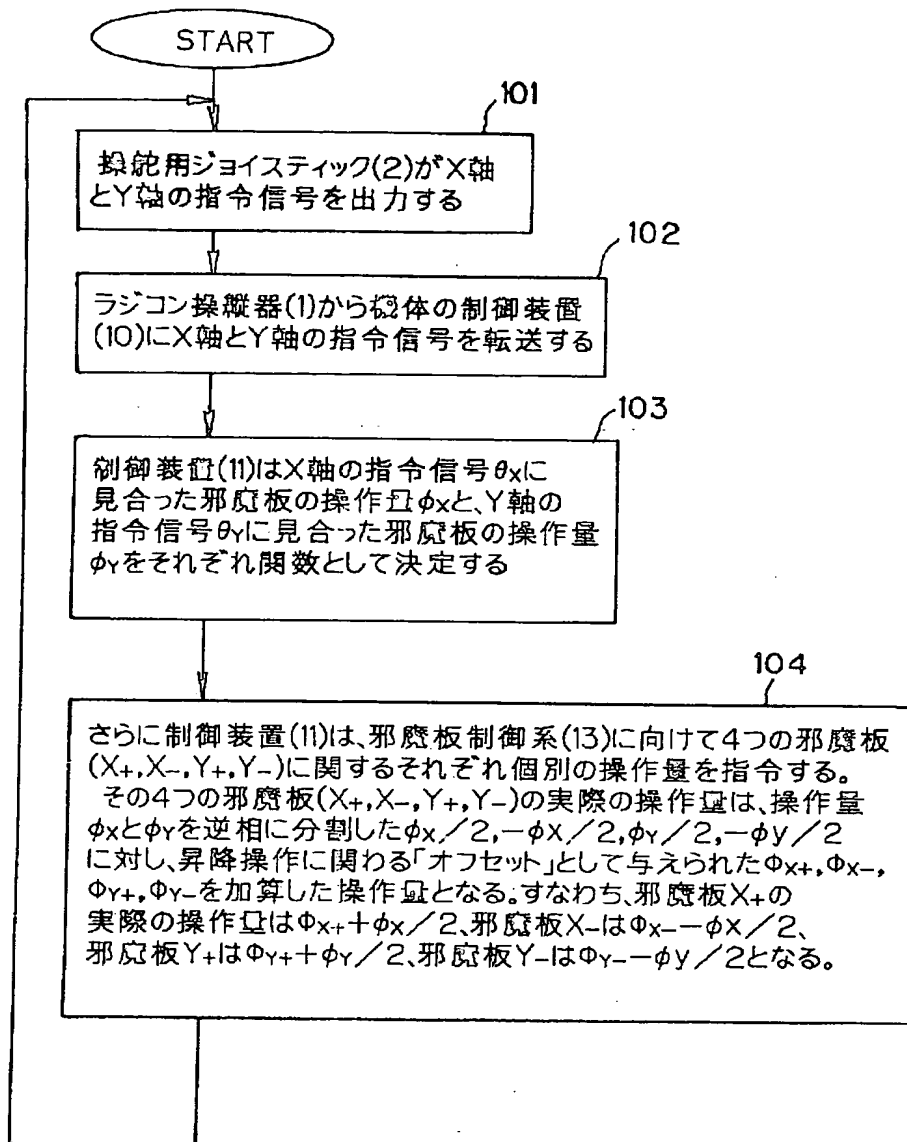 START
101
操舵用ジョイスティック(2)がX軸
とY軸の指令信号を出力する
102
ラジコン操縦器(1)から機体の制御装置
(10)にX軸とY軸の指令信号を転送する
103
制御装置(11)はX軸の指令信号θxに
見合った邪魔板の操作量φxと、Y軸の
指令信号θYに見合った邪魔板の操作量
φYをそれぞれ関数として決定する
104
さらに制御装置(11)は、邪魔板制御系(13)に向けて4つの邪魔板
(X+,X-,Y+,Y-)に関するそれぞれ個別の操作量を指令する。
その4つの邪魔板(X+,X-,Y+,Y-)の実際の操作量は、操作量
φxとφYを逆相に分割したφx/2,-φX/2,φY/2,-φy/2
に対し、昇降操作に関わる「オフセット」として与えられたΦx+,Φx-,
ΦY+,ΦY-を加算した操作量となる。すなわち、邪魔板X+の
実際の操作量はΦx++φx/2、邪魔板X-はΦx--φX/2、
邪魔板Y+はΦY++φY/2、邪魔板Y-はΦY--φy/2となる。